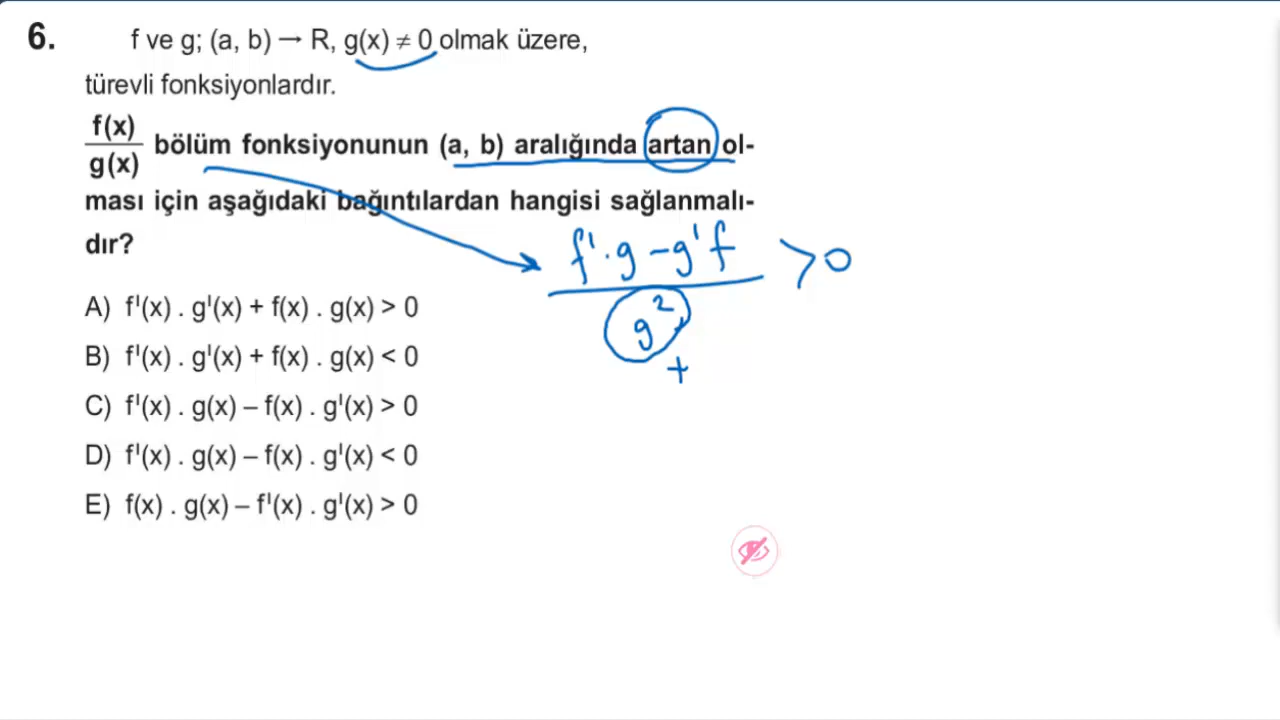 6. f ve g; (a, b) → R, g(x) ≠ 0 olmak üzere,
türevli fonksiyonlardır.
f(x)
g(x)
bölüm fonksiyonunun (a, b) aralığında artan ol-
ması için aşağıdaki bağıntılardan hangisi sağlanmalı-
dır?
f' . g − g'f > 0
g²
+
A) f'(x) . g'(x) + f(x) . g(x) > 0
B) f'(x) . g'(x) + f(x) . g(x) < 0
C) f'(x) . g(x) – f(x) . g'(x) > 0
D) f'(x) . g(x) – f(x) . g'(x) < 0
E) f(x) . g(x) – f'(x) . g'(x) > 0